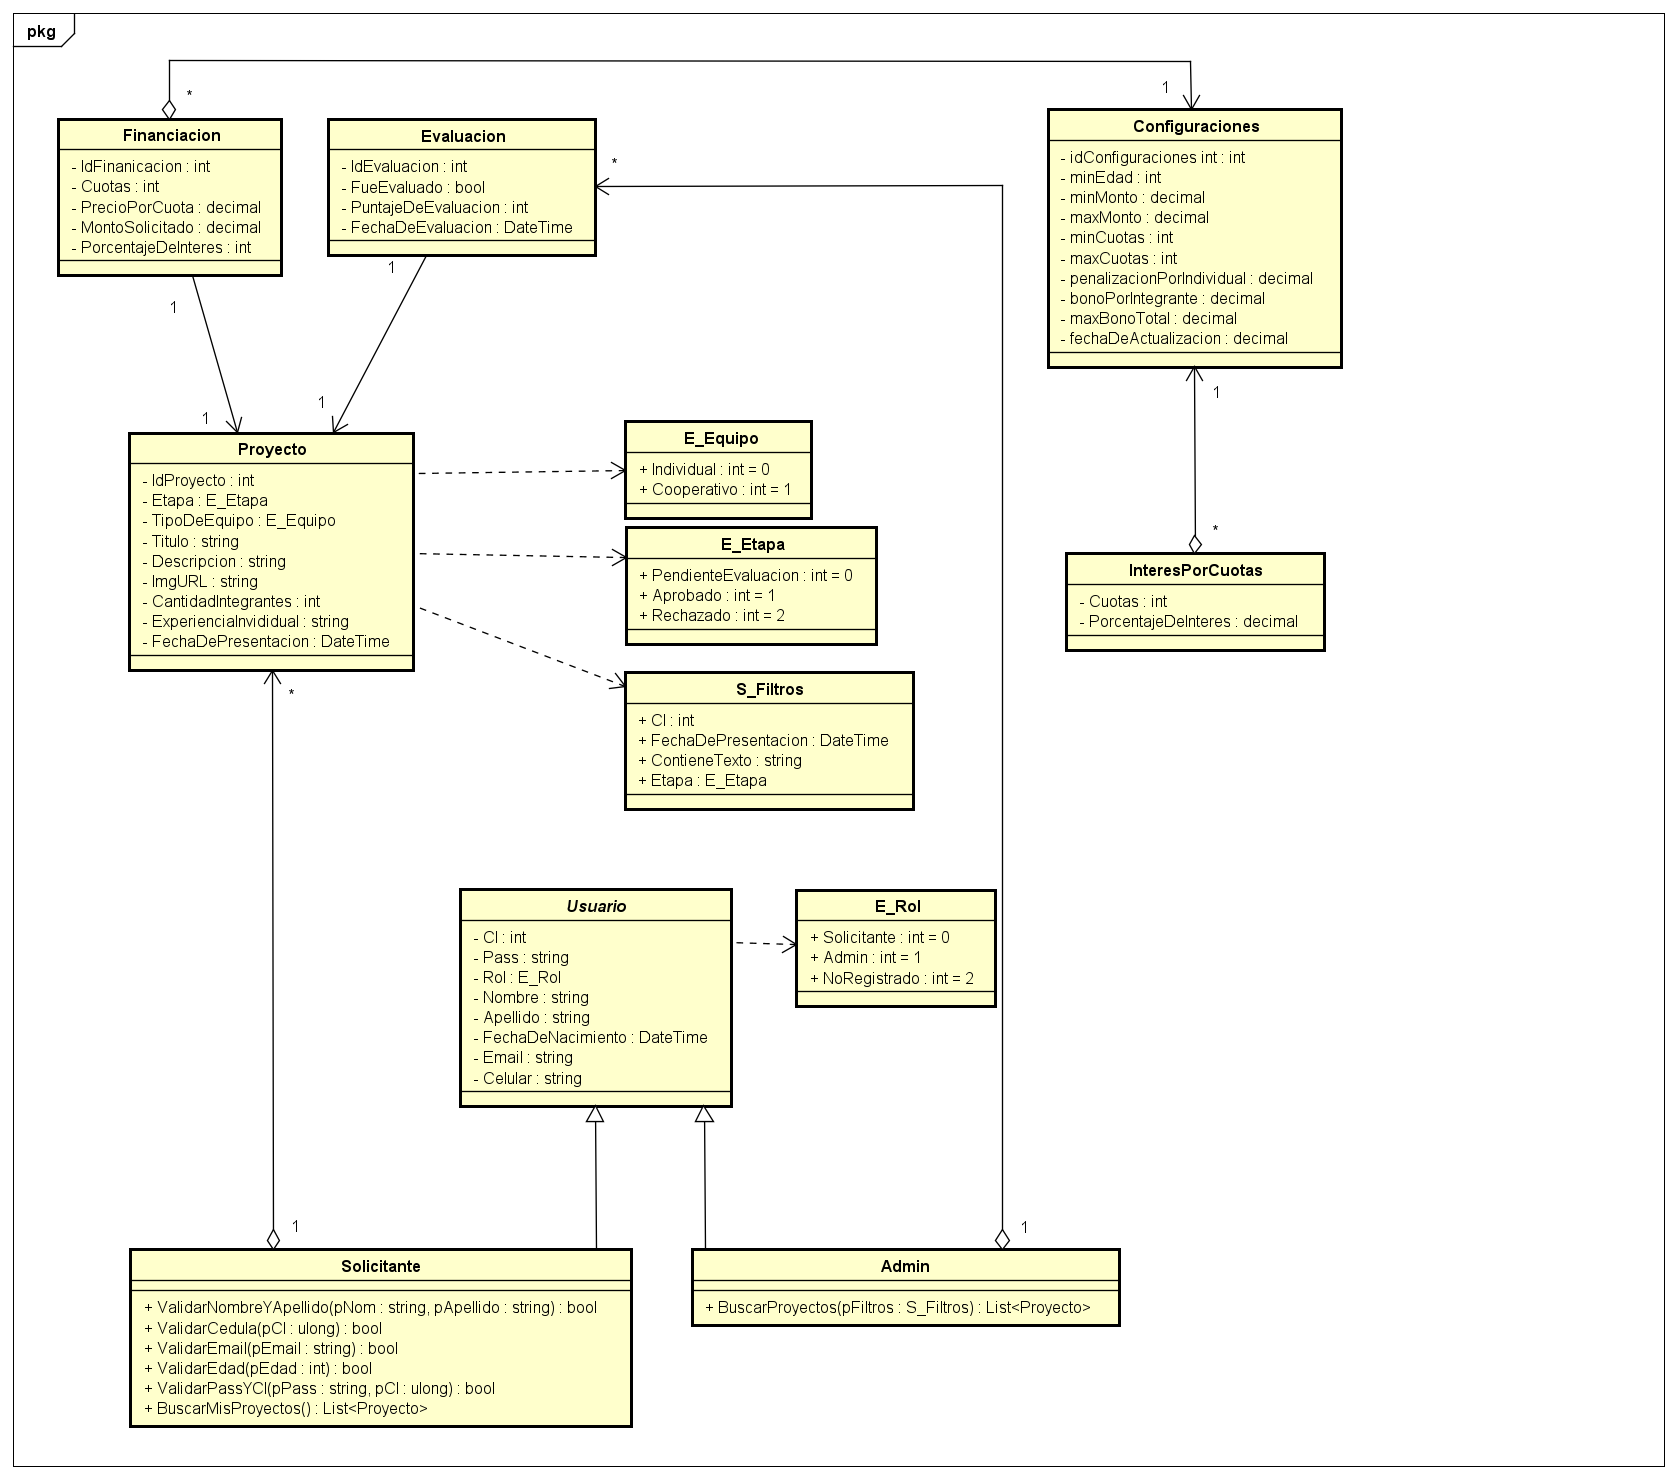 pkg
*
1
Financiacion
- IdFinanicacion : int
- Cuotas : int
- PrecioPorCuota : decimal
- MontoSolicitado : decimal
- PorcentajeDeInteres : int
Evaluacion
- IdEvaluacion : int
- FueEvaluado : bool
- PuntajeDeEvaluacion : int
- FechaDeEvaluacion : DateTime
*
Configuraciones
- idConfiguraciones int : int
- minEdad : int
- minMonto : decimal
- maxMonto : decimal
- minCuotas : int
- maxCuotas : int
- penalizacionPorIndividual : decimal
- bonoPorIntegrante : decimal
- maxBonoTotal : decimal
- fechaDeActualizacion : decimal
1
1
1
1
1
*
Proyecto
- IdProyecto : int
- Etapa : E_Etapa
- TipoDeEquipo : E_Equipo
- Titulo : string
- Descripcion : string
- ImgURL : string
- CantidadIntegrantes : int
- ExperienciaInvididual : string
- FechaDePresentacion : DateTime
*
E_Equipo
+ Individual : int = 0
+ Cooperativo : int = 1
E_Etapa
+ PendienteEvaluacion : int = 0
+ Aprobado : int = 1
+ Rechazado : int = 2
InteresPorCuotas
- Cuotas : int
- PorcentajeDeInteres : decimal
S_Filtros
+ CI : int
+ FechaDePresentacion : DateTime
+ ContieneTexto : string
+ Etapa : E_Etapa
Usuario
- CI : int
- Pass : string
- Rol : E_Rol
- Nombre : string
- Apellido : string
- FechaDeNacimiento : DateTime
- Email : string
- Celular : string
E_Rol
+ Solicitante : int = 0
+ Admin : int = 1
+ NoRegistrado : int = 2
1
1
Solicitante
+ ValidarNombreYApellido(pNom : string, pApellido : string) : bool
+ ValidarCedula(pCI : ulong) : bool
+ ValidarEmail(pEmail : string) : bool
+ ValidarEdad(pEdad : int) : bool
+ ValidarPassYCI(pPass : string, pCI : ulong) : bool
+ BuscarMisProyectos() : List<Proyecto>
Admin
+ BuscarProyectos(pFiltros : S_Filtros) : List<Proyecto>